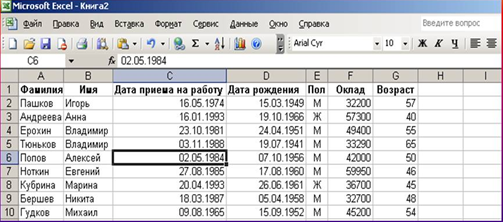 Microsoft Excel - Книга2
Файл Правка Вид Вставка Формат Сервис Данные Окно Справка Введите вопрос
Arial Cyr 10 Ж К Ч
C6 fx 02.05.1984
A B C D E F G H I
1 Фамилия Имя Дата приема на работу Дата рождения Пол Оклад Возраст
2 Пашков Игорь 16.05.1974 15.03.1949 М 32200 57
3 Андреева Анна 16.01.1993 19.10.1966 Ж 57300 40
4 Ерохин Владимир 23.10.1981 24.04.1951 М 49400 55
5 Тюньков Владимир 03.11.1988 19.07.1941 М 33290 65
6 Попов Алексей 02.05.1984 07.10.1956 М 42000 50
7 Ноткин Евгений 27.08.1985 17.08.1960 М 59950 46
8 Кубрина Марина 20.04.1993 26.06.1961 Ж 36700 45
9 Бершев Никита 18.03.1987 05.04.1958 М 32700 48
10 Гудков Михаил 09.08.1965 15.09.1952 М 45200 54